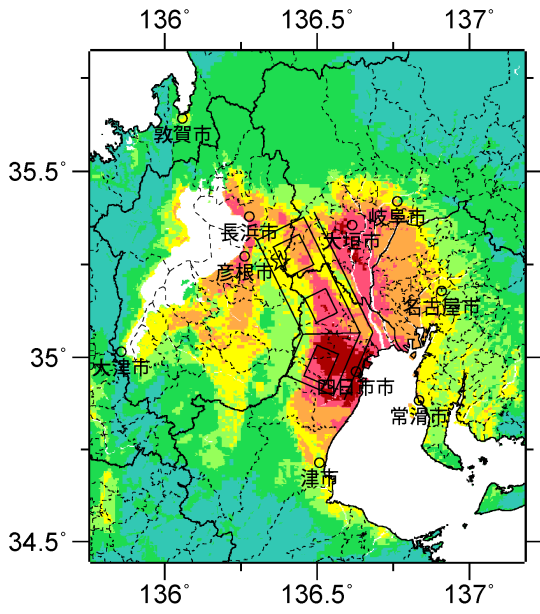 136° 136.5° 137°
敦賀市
35.5°
岐阜市
長浜市 大垣市
彦根市
名古屋市
35°
大津市
四日市市
常滑市
津市
34.5°
136° 136.5° 137°